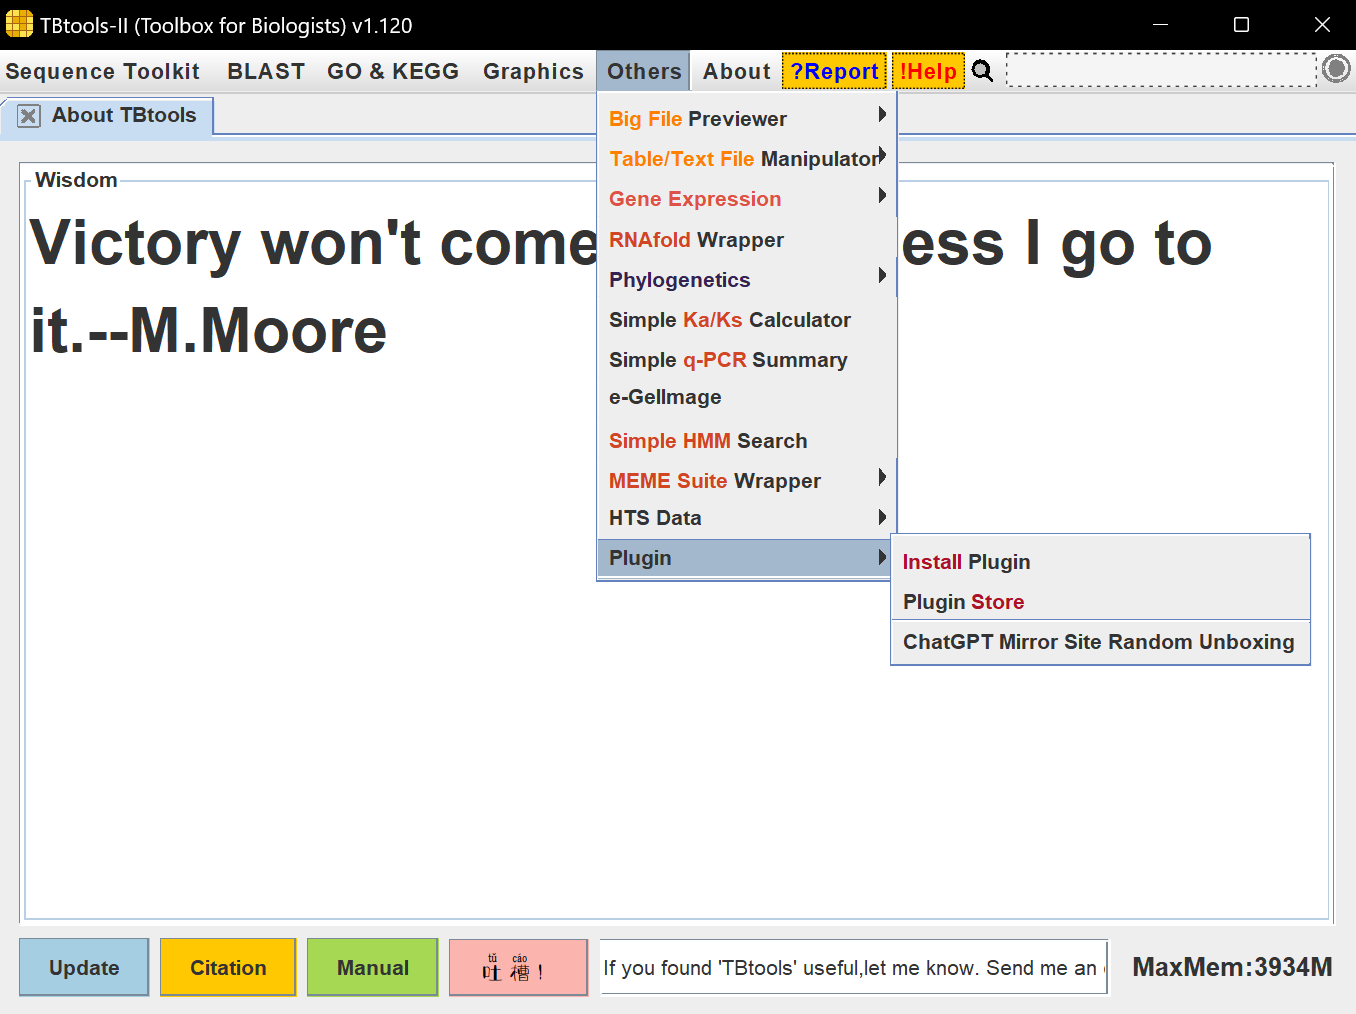 TBtools-II (Toolbox for Biologists) v1.120
Sequence Toolkit BLAST GO & KEGG Graphics Others About ?Report !Help
About TBtools
Wisdom
Victory won't come ess I go to
it.--M.Moore
Big File Previewer
Table/Text File Manipulator
Gene Expression
RNAfold Wrapper
Phylogenetics
Simple Ka/Ks Calculator
Simple q-PCR Summary
e-GelImage
Simple HMM Search
MEME Suite Wrapper
HTS Data
Plugin
Install Plugin
Plugin Store
ChatGPT Mirror Site Random Unboxing
Update Citation Manual
tǔ cáo
吐 槽 !
If you found 'TBtools' useful,let me know. Send me an
MaxMem:3934M